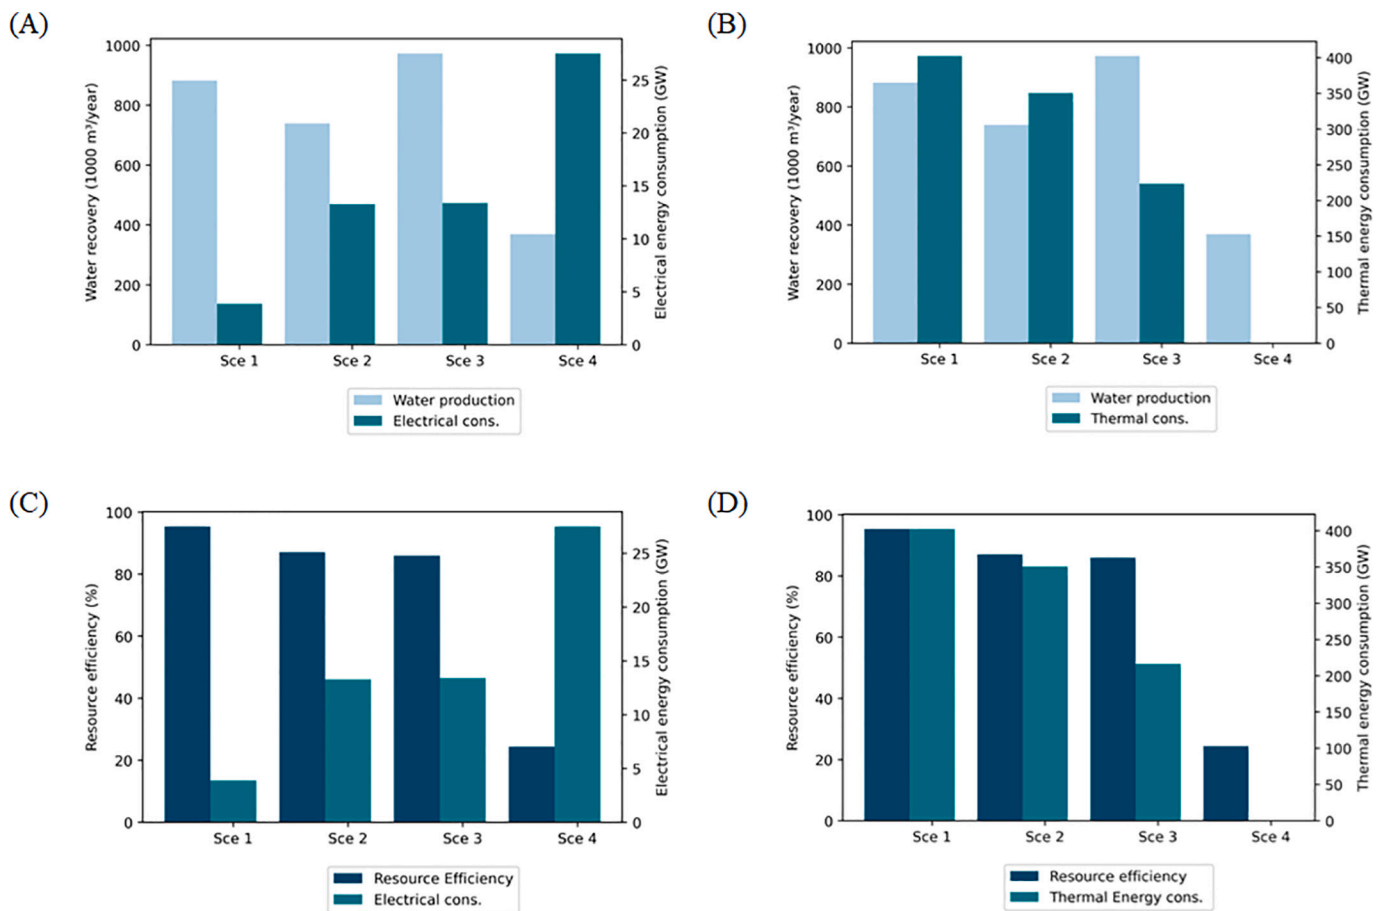 (A)
Water recovery (1000 m³/year)
1000
800
600
400
200
0
Electrical energy consumption (GW)
25
20
15
10
5
0
Sce 1 Sce 2 Sce 3 Sce 4
Water production
Electrical cons.
(B)
Water recovery (1000 m³/year)
1000
800
600
400
200
0
Thermal energy consumption (GW)
400
350
300
250
200
150
100
50
0
Sce 1 Sce 2 Sce 3 Sce 4
Water production
Thermal cons.
(C)
Resource efficiency (%)
100
80
60
40
20
0
Electrical energy consumption (GW)
25
20
15
10
5
0
Sce 1 Sce 2 Sce 3 Sce 4
Resource Efficiency
Electrical cons.
(D)
Resource efficiency (%)
100
80
60
40
20
0
Thermal energy consumption (GW)
400
350
300
250
200
150
100
50
0
Sce 1 Sce 2 Sce 3 Sce 4
Resource efficiency
Thermal Energy cons.